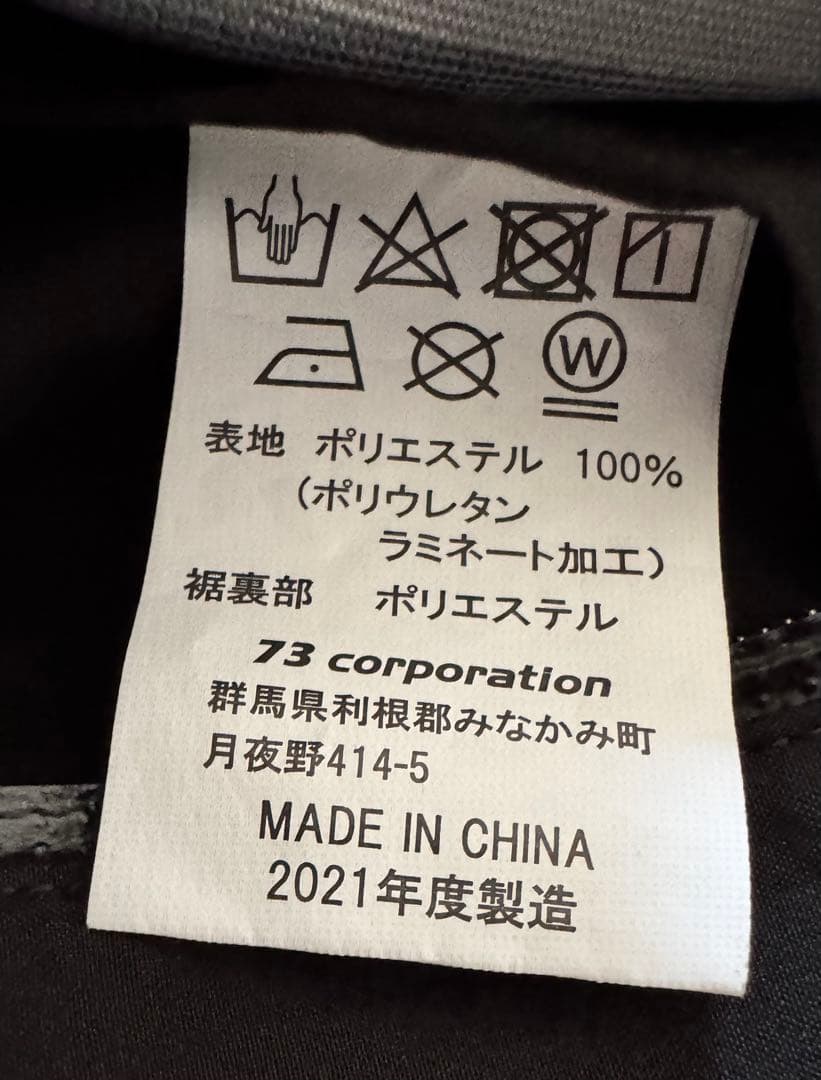 W
表地 ポリエステル 100%
(ポリウレタン
ラミネート加工)
裾裏部 ポリエステル
73 corporation
群馬県利根郡みなかみ町
月夜野414-5
MADE IN CHINA
2021年度製造